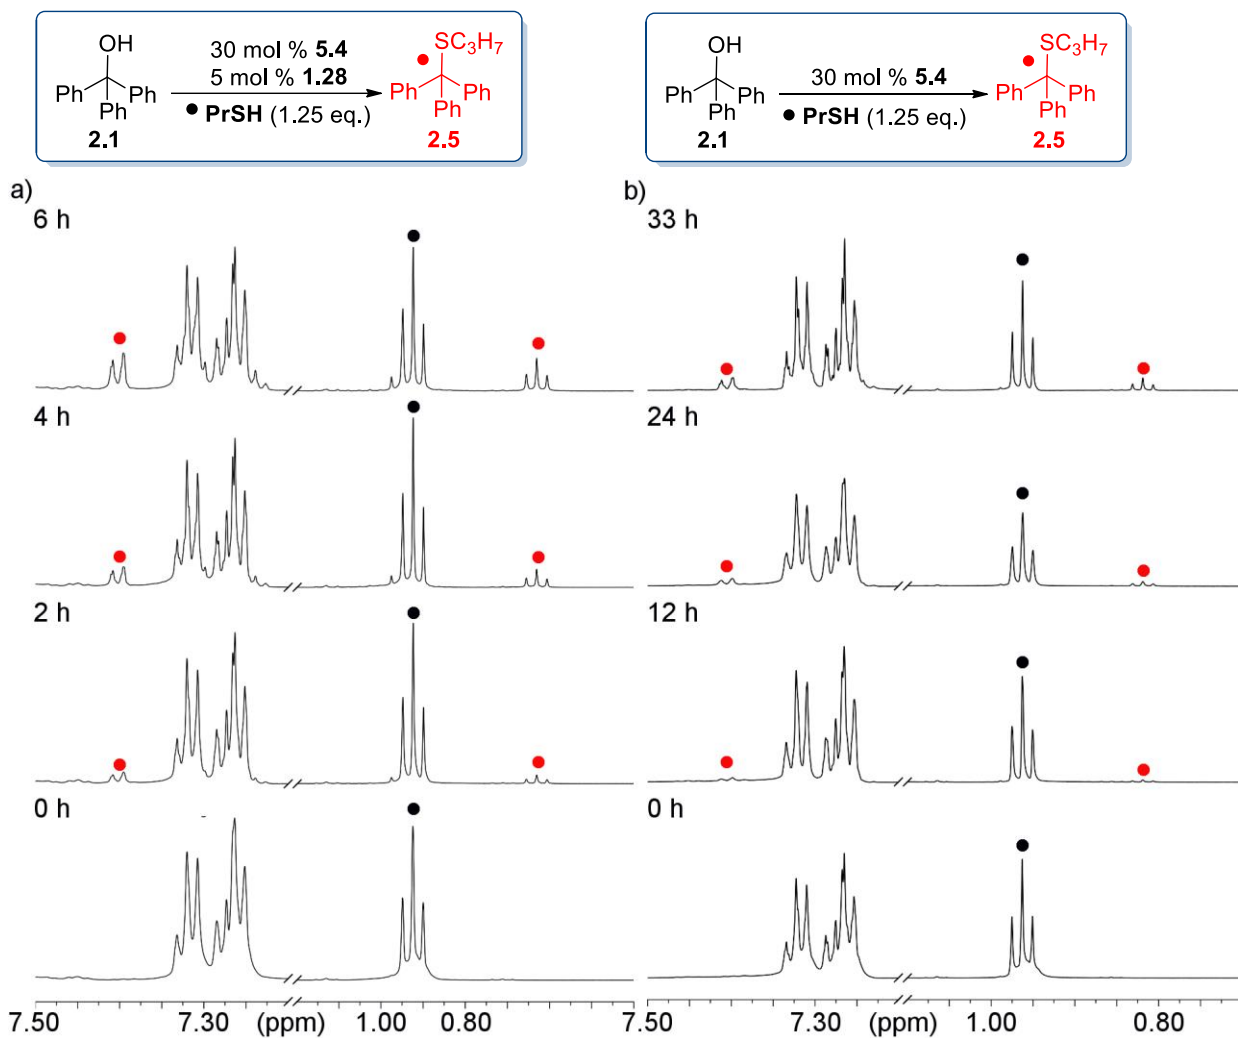 OH
Ph
Ph
Ph
2.1
30 mol % 5.4
5 mol % 1.28
● PrSH (1.25 eq.)
SC3H7
Ph
Ph
Ph
2.5
OH
Ph
Ph
Ph
2.1
30 mol % 5.4
● PrSH (1.25 eq.)
SC3H7
Ph
Ph
Ph
2.5
a)
6 h
4 h
2 h
0 h
7.50 7.30 (ppm) 1.00 0.80
b)
33 h
24 h
12 h
0 h
7.50 7.30 (ppm) 1.00 0.80